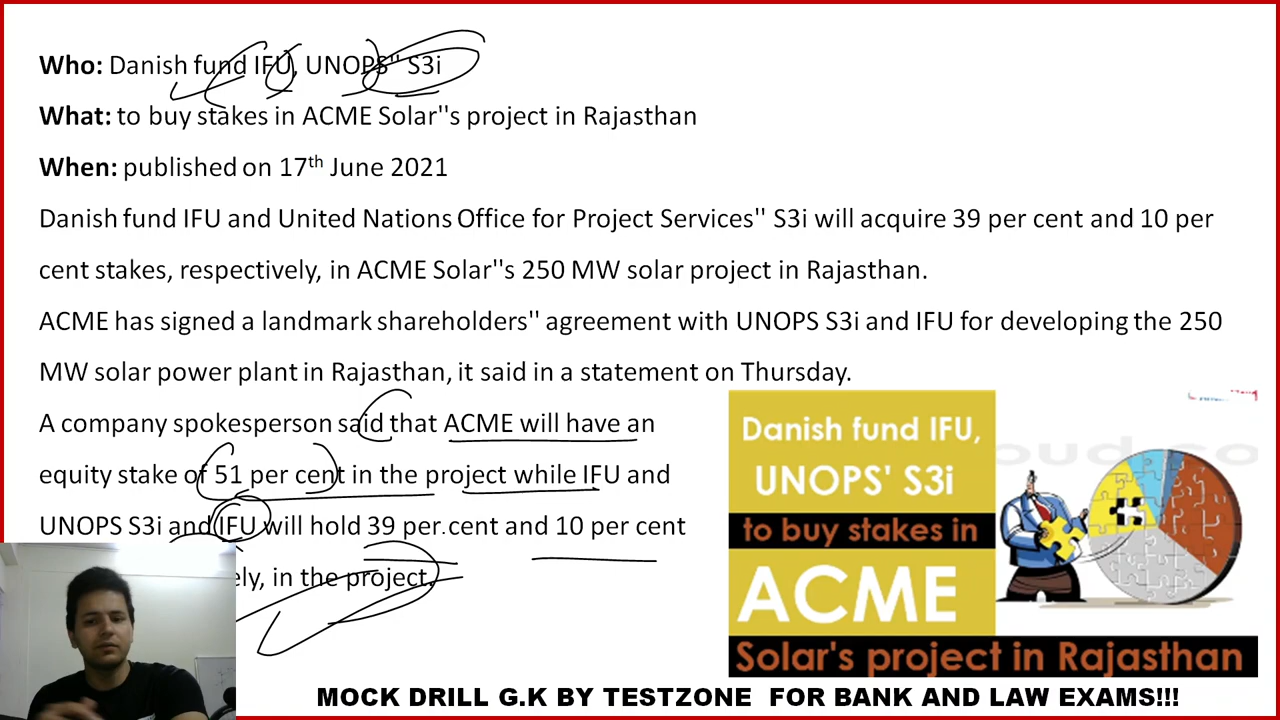 Who: Danish fund IFU, UNOPS'' S3i
What: to buy stakes in ACME Solar''s project in Rajasthan
When: published on 17th June 2021
Danish fund IFU and United Nations Office for Project Services'' S3i will acquire 39 per cent and 10 per
cent stakes, respectively, in ACME Solar''s 250 MW solar project in Rajasthan.
ACME has signed a landmark shareholders'' agreement with UNOPS S3i and IFU for developing the 250
MW solar power plant in Rajasthan, it said in a statement on Thursday.
A company spokesperson said that ACME will have an
equity stake of 51 per cent in the project while IFU and
UNOPS S3i and IFU will hold 39 per cent and 10 per cent
ely, in the project.
Danish fund IFU,
UNOPS' S3i
to buy stakes in
ACME
Solar's project in Rajasthan
MOCK DRILL G.K BY TESTZONE FOR BANK AND LAW EXAMS!!!